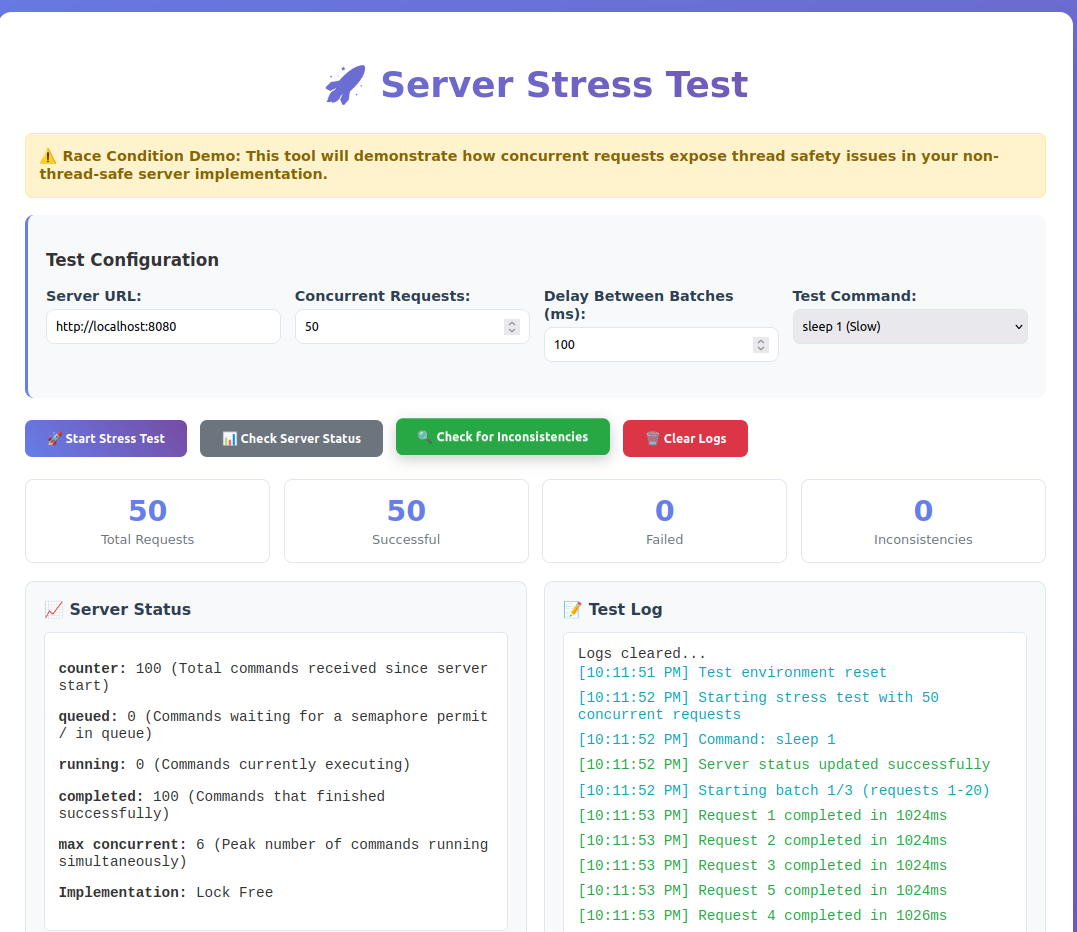 🚀 Server Stress Test
⚠️ Race Condition Demo: This tool will demonstrate how concurrent requests expose thread safety issues in your non-
thread-safe server implementation.
Test Configuration
Server URL:
http://localhost:8080
Concurrent Requests:
50
Delay Between Batches
(ms):
100
Test Command:
sleep 1 (Slow)
🚀 Start Stress Test
📊 Check Server Status
🔍 Check for Inconsistencies
🗑️ Clear Logs
50
Total Requests
50
Successful
0
Failed
0
Inconsistencies
📈 Server Status
counter: 100 (Total commands received since server
start)
queued: 0 (Commands waiting for a semaphore permit
/ in queue)
running: 0 (Commands currently executing)
completed: 100 (Commands that finished
successfully)
max concurrent: 6 (Peak number of commands running
simultaneously)
Implementation: Lock Free
📝 Test Log
Logs cleared...
[10:11:51 PM] Test environment reset
[10:11:52 PM] Starting stress test with 50
concurrent requests
[10:11:52 PM] Command: sleep 1
[10:11:52 PM] Server status updated successfully
[10:11:52 PM] Starting batch 1/3 (requests 1-20)
[10:11:53 PM] Request 1 completed in 1024ms
[10:11:53 PM] Request 2 completed in 1024ms
[10:11:53 PM] Request 3 completed in 1024ms
[10:11:53 PM] Request 5 completed in 1024ms
[10:11:53 PM] Request 4 completed in 1026ms